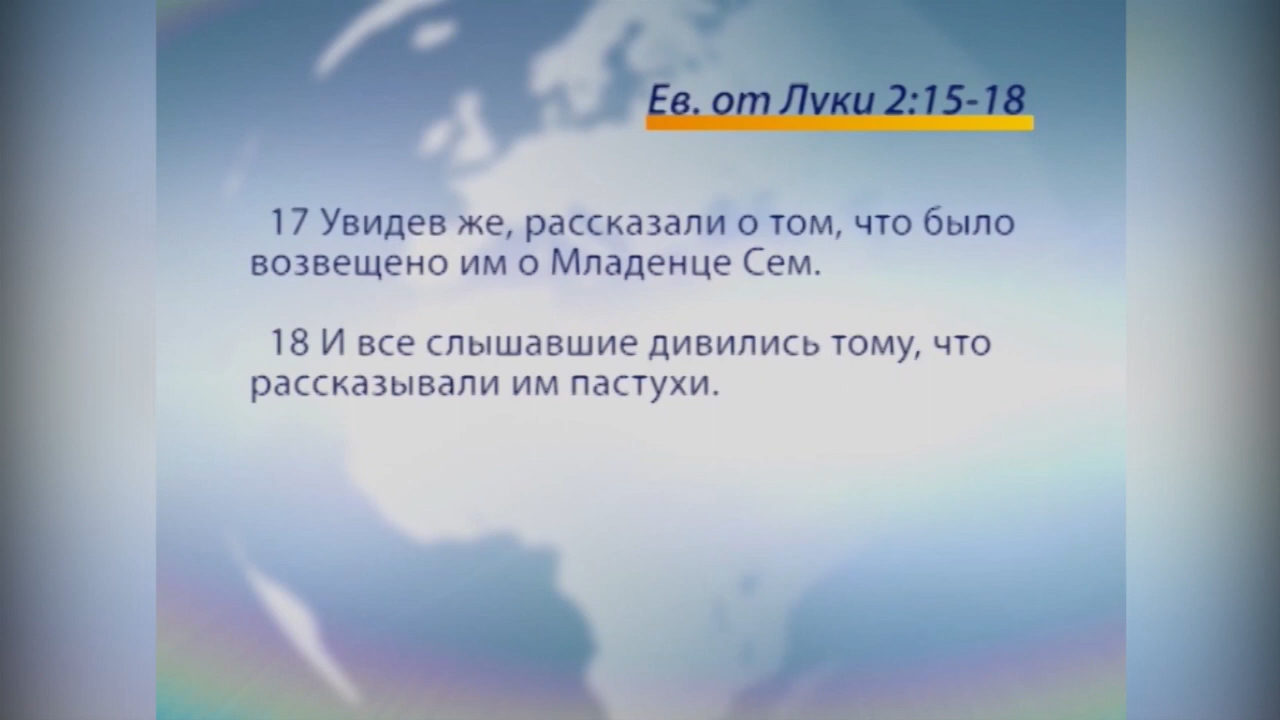 Ев. от Луки 2:15-18
17 Увидев же, рассказали о том, что было
возвещено им о Младенце Сем.
18 И все слышавшие дивились тому, что
рассказывали им пастухи.